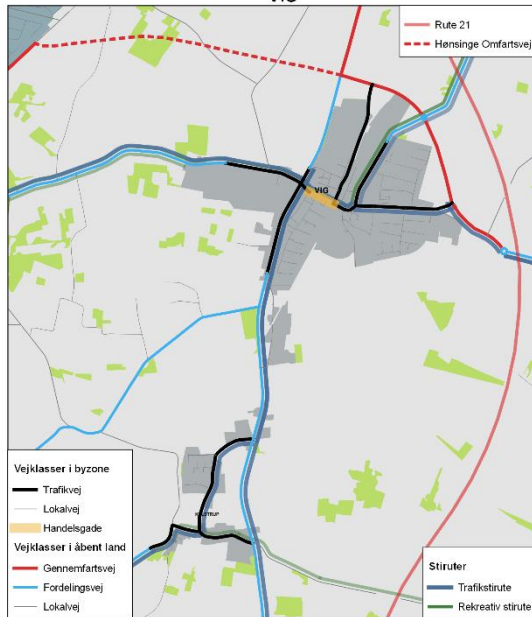 VIG
Rute 21
Hønsinge Omfartsvej
VIG
Vejklasser i byzone
Trafikvej
Lokalvej
Handelsgade
Vejklasser i åbent land
Gennemfartsvej
Fordelingsvej
Lokalvej
Stiruter
Trafikstirute
Rekreativ stirute